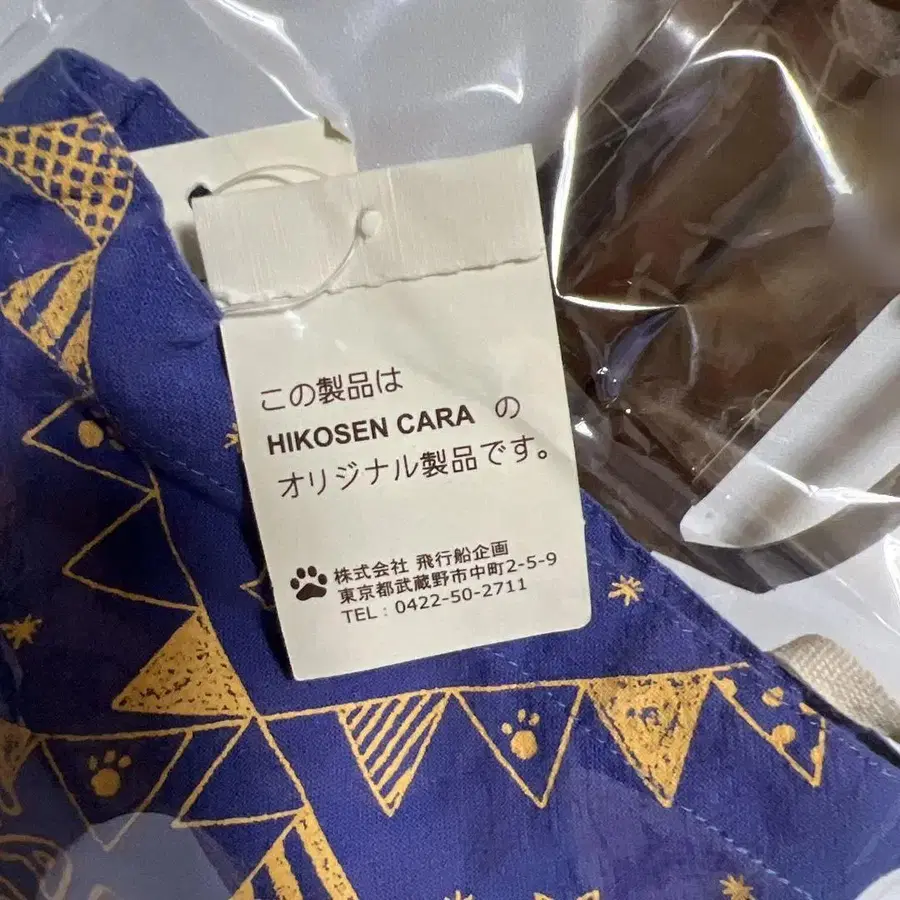 この製品は
HIKOSEN CARA の
オリジナル製品です。
株式会社 飛行船企画
東京都武蔵野市中町2-5-9
TEL：0422-50-2711